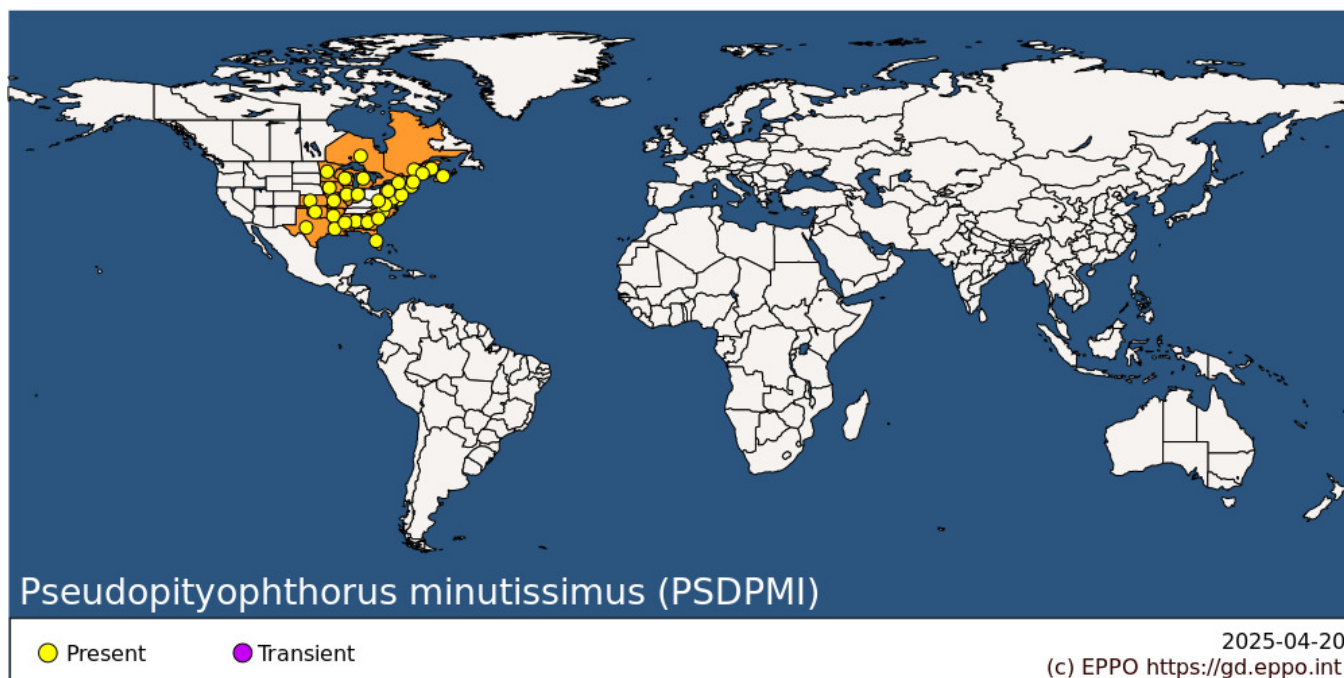 Pseudopityophthorus minutissimus (PSDPMI)
Present
Transient
2025-04-20
(c) EPPO https://gd.eppo.int